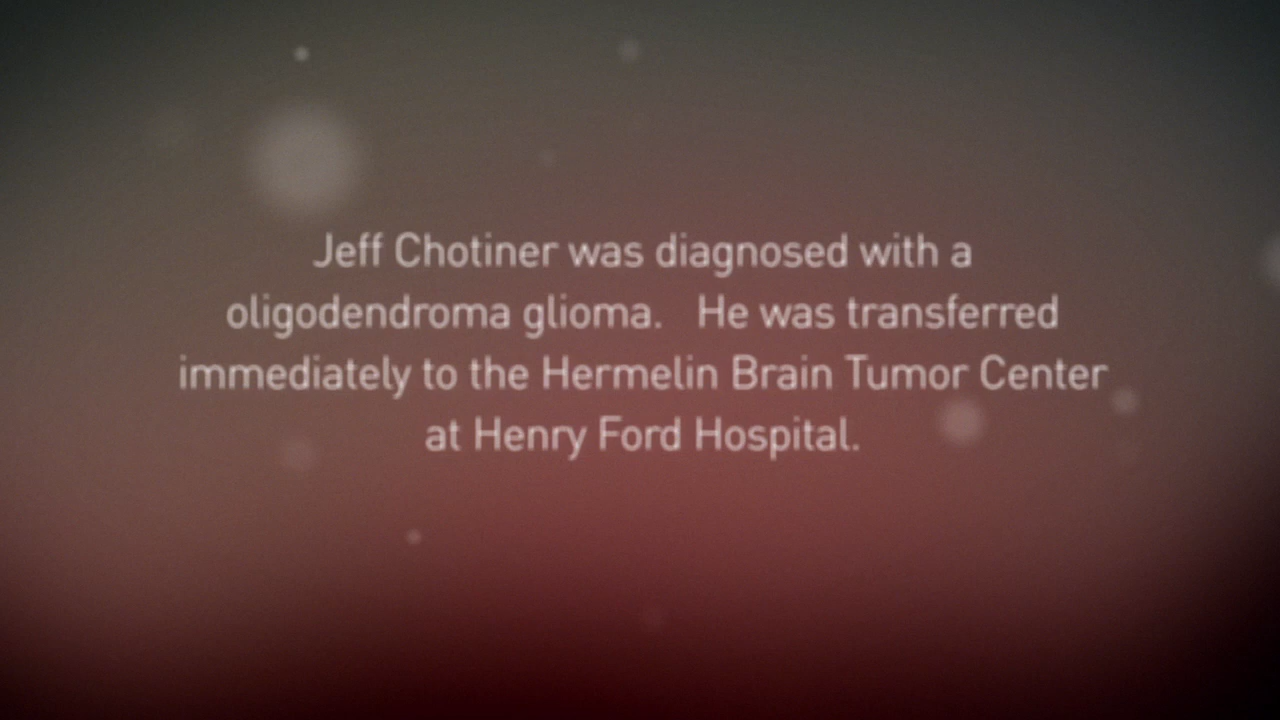 Jeff Chotiner was diagnosed with a
oligodendroma glioma. He was transferred
immediately to the Hermelin Brain Tumor Center
at Henry Ford Hospital.